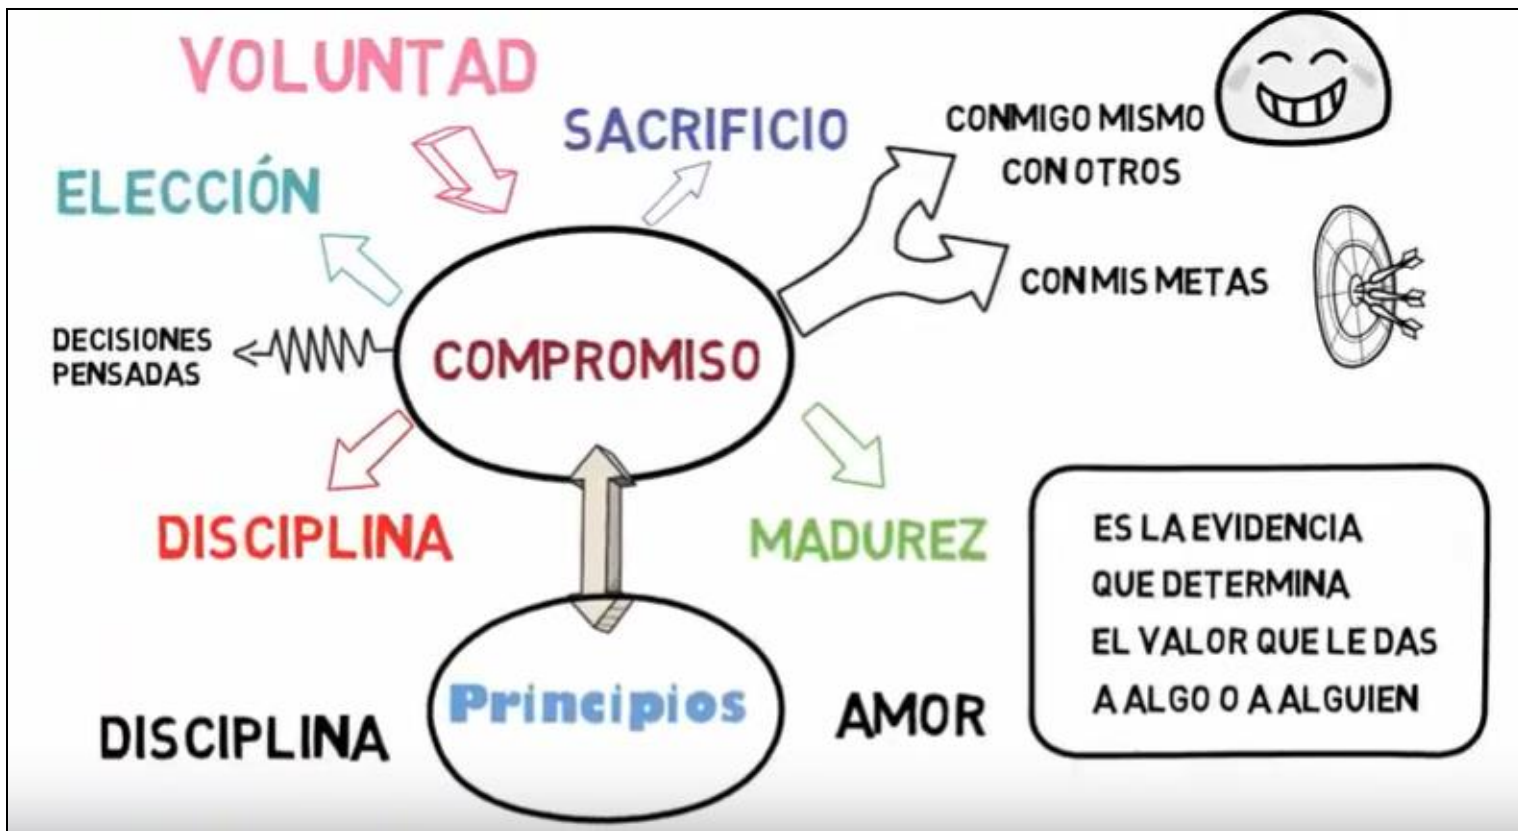 VOLUNTAD
SACRIFICIO
CONMIGO MISMO
CON OTROS
ELECCIÓN
CON MIS METAS
DECISIONES
PENSADAS
COMPROMISO
DISCIPLINA
MADUREZ
ES LA EVIDENCIA
QUE DETERMINA
EL VALOR QUE LE DAS
A ALGO O A ALGUIEN
Principios
DISCIPLINA
AMOR